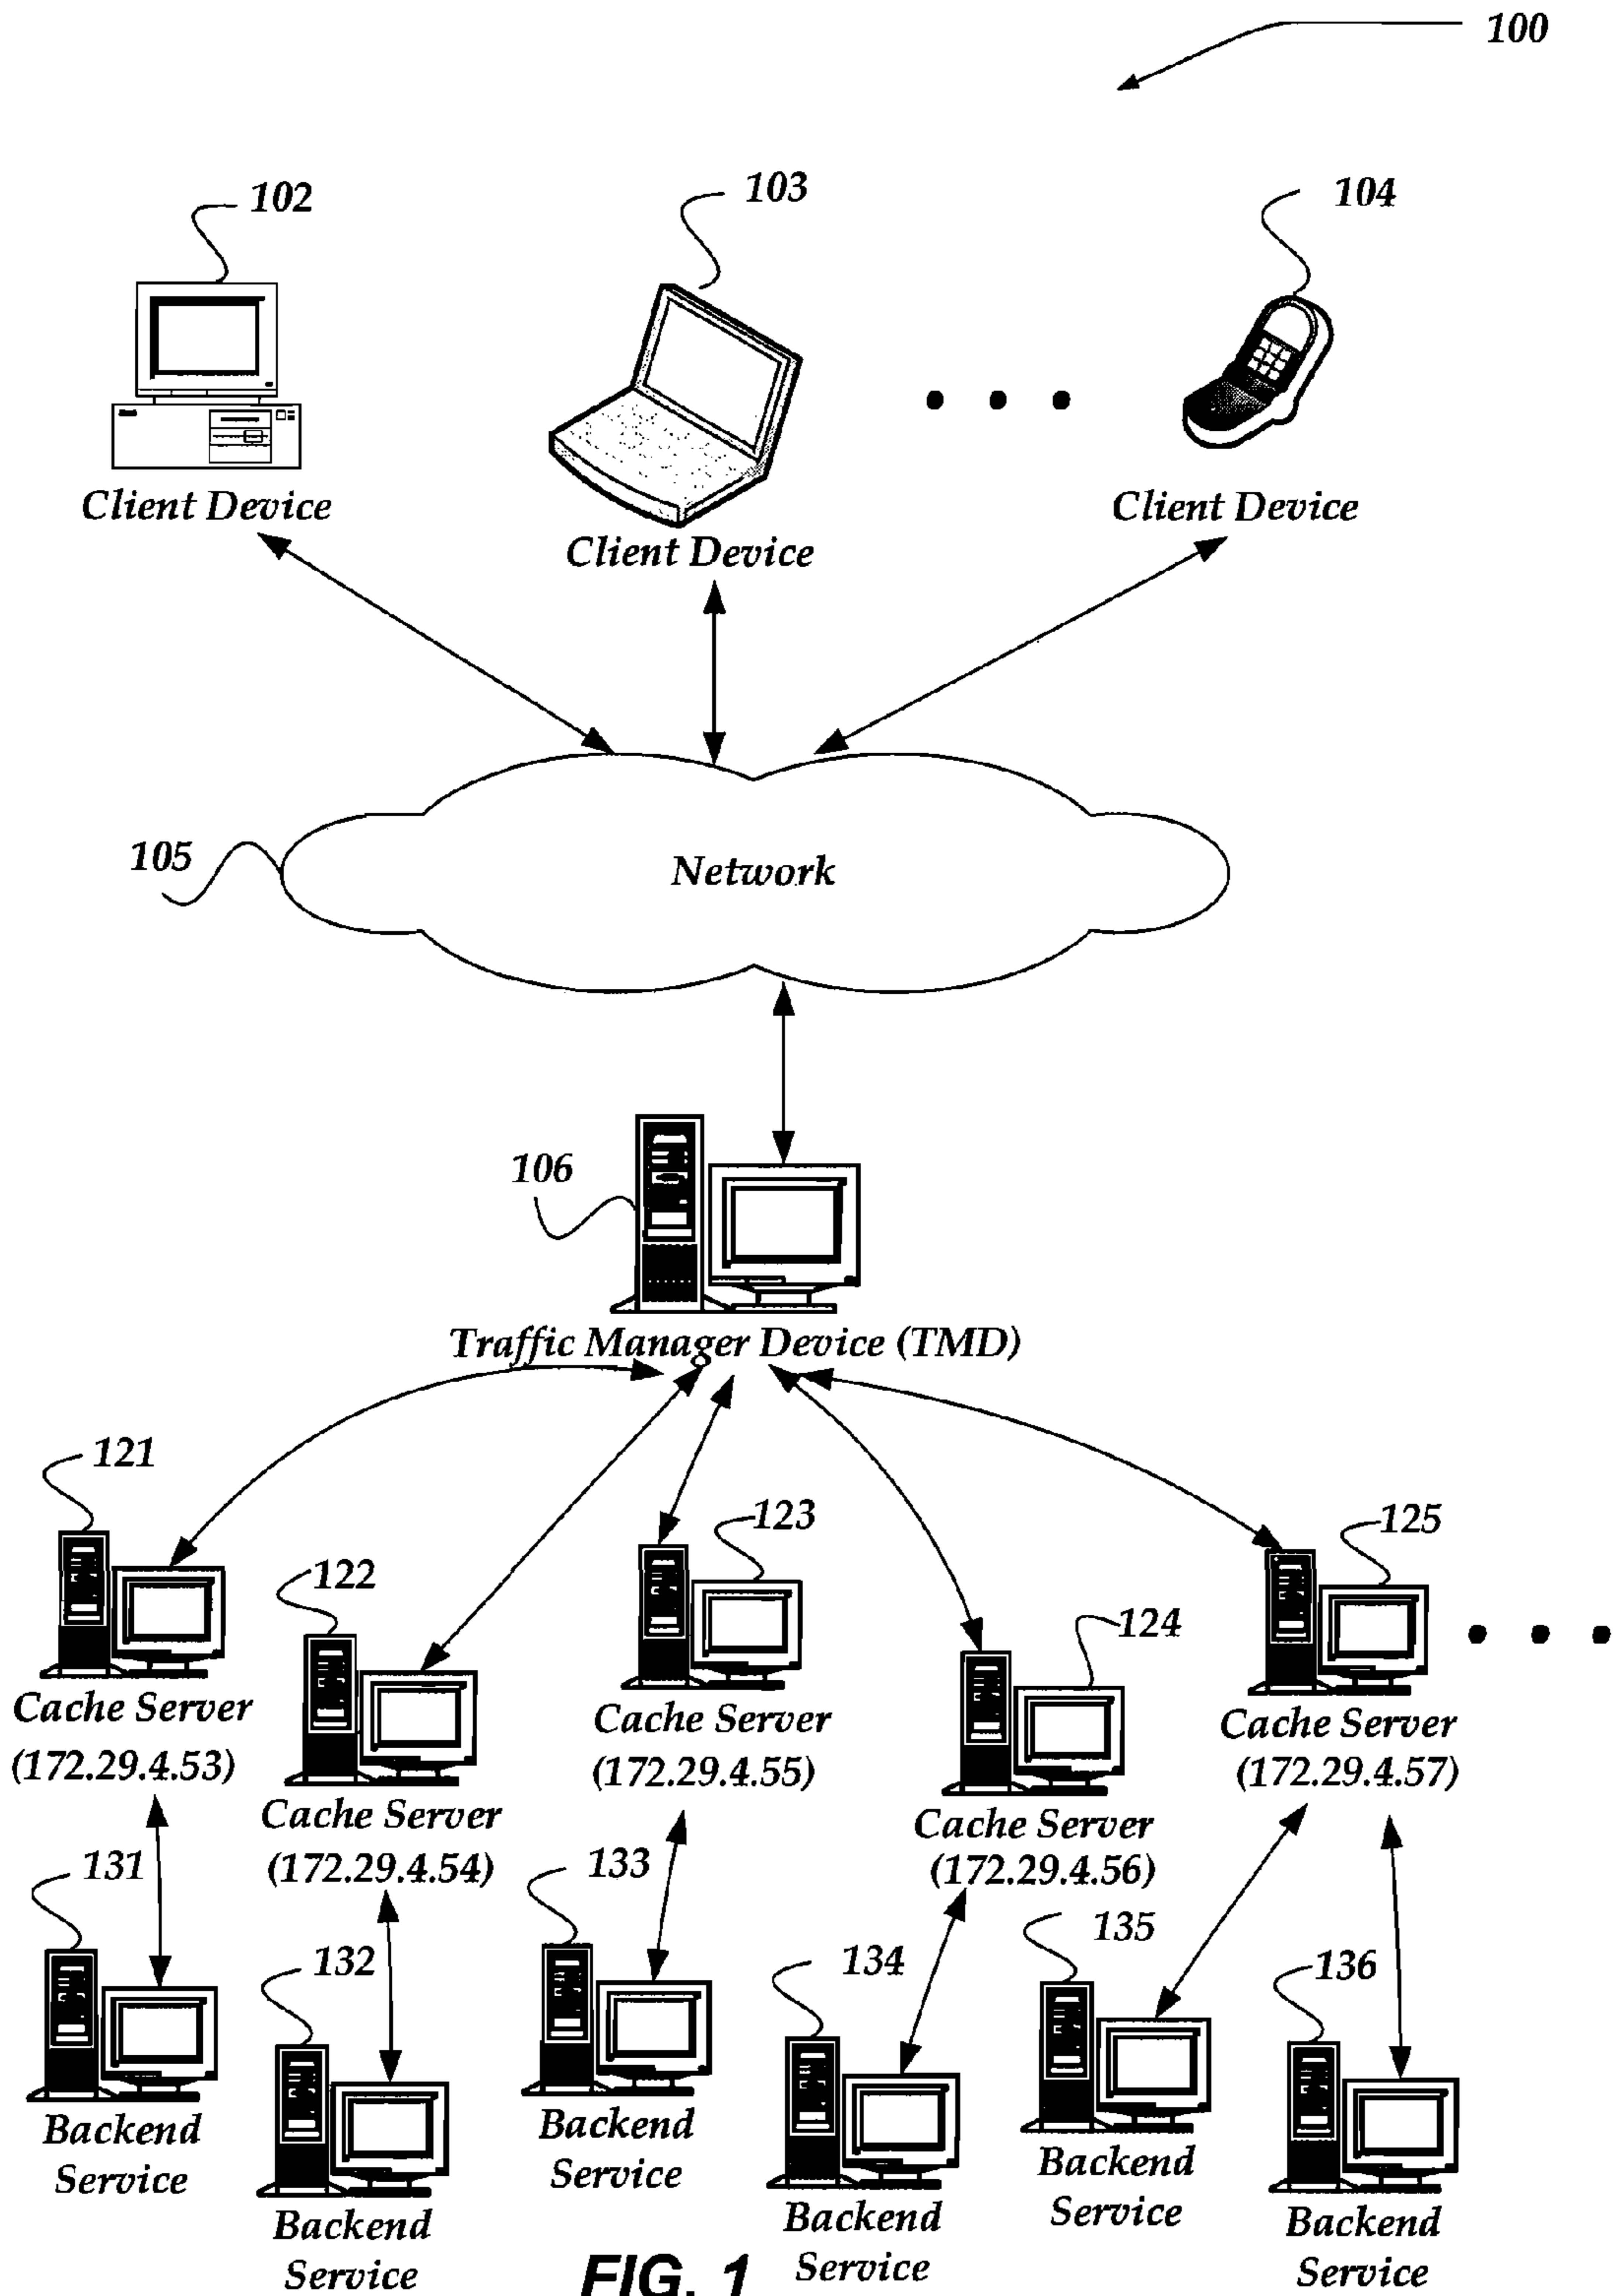 100
102
103
104
Client Device
Client Device
Client Device
105
Network
106
Traffic Manager Device (TMD)
121
122
123
124
125
Cache Server
(172.29.4.53)
Cache Server
(172.29.4.54)
Cache Server
(172.29.4.55)
Cache Server
(172.29.4.56)
Cache Server
(172.29.4.57)
131
132
133
134
135
136
Backend
Service
Backend
Service
Backend
Service
Backend
Service
Backend
Service
Backend
Service
FIG. 1